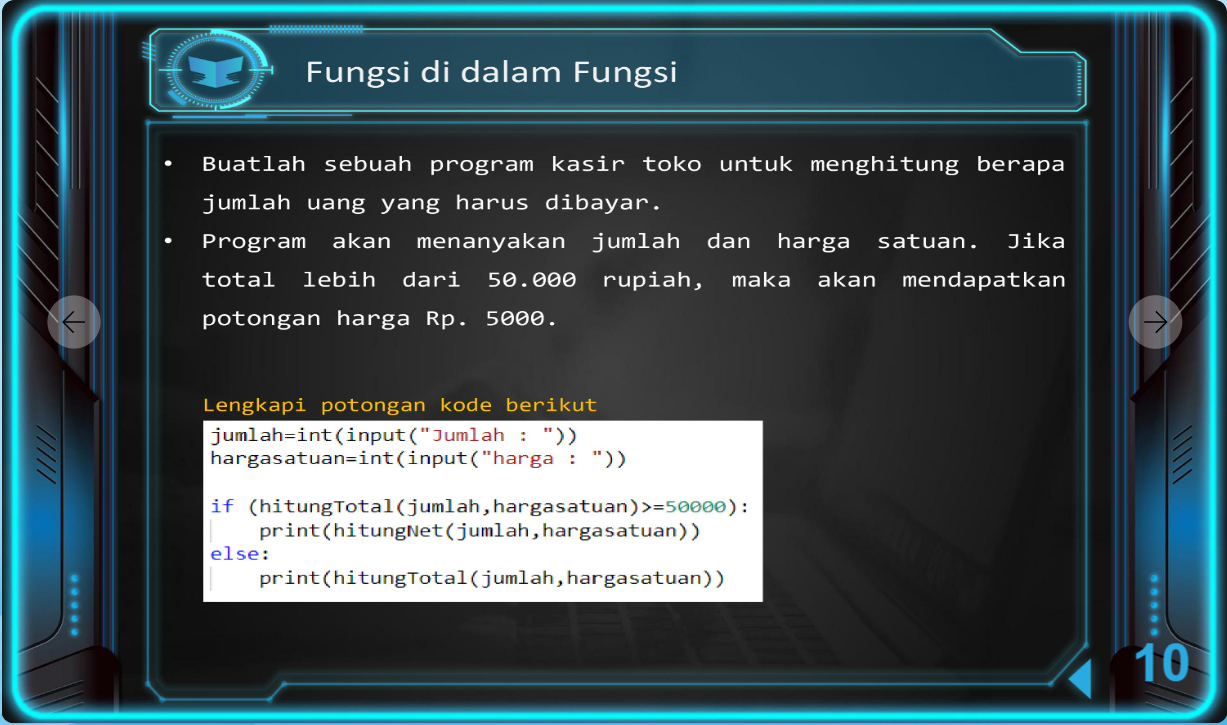 Fungsi di dalam Fungsi
• Buatlah sebuah program kasir toko untuk menghitung berapa
jumlah uang yang harus dibayar.
• Program akan menanyakan jumlah dan harga satuan. Jika
total lebih dari 50.000 rupiah, maka akan mendapatkan
potongan harga Rp. 5000.
Lengkapi potongan kode berikut
jumlah=int(input("Jumlah : "))
hargasatuan=int(input("harga : "))
if (hitungTotal(jumlah,hargasatuan)>=50000):
    print(hitungNet(jumlah,hargasatuan))
else:
    print(hitungTotal(jumlah,hargasatuan))
10